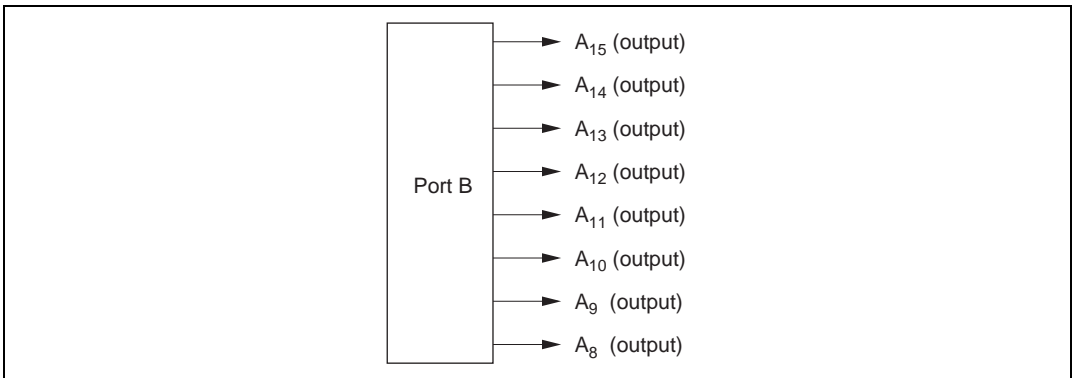 A15 (output)
A14 (output)
A13 (output)
A12 (output)
Port B
A11 (output)
A10 (output)
A9 (output)
A8 (output)